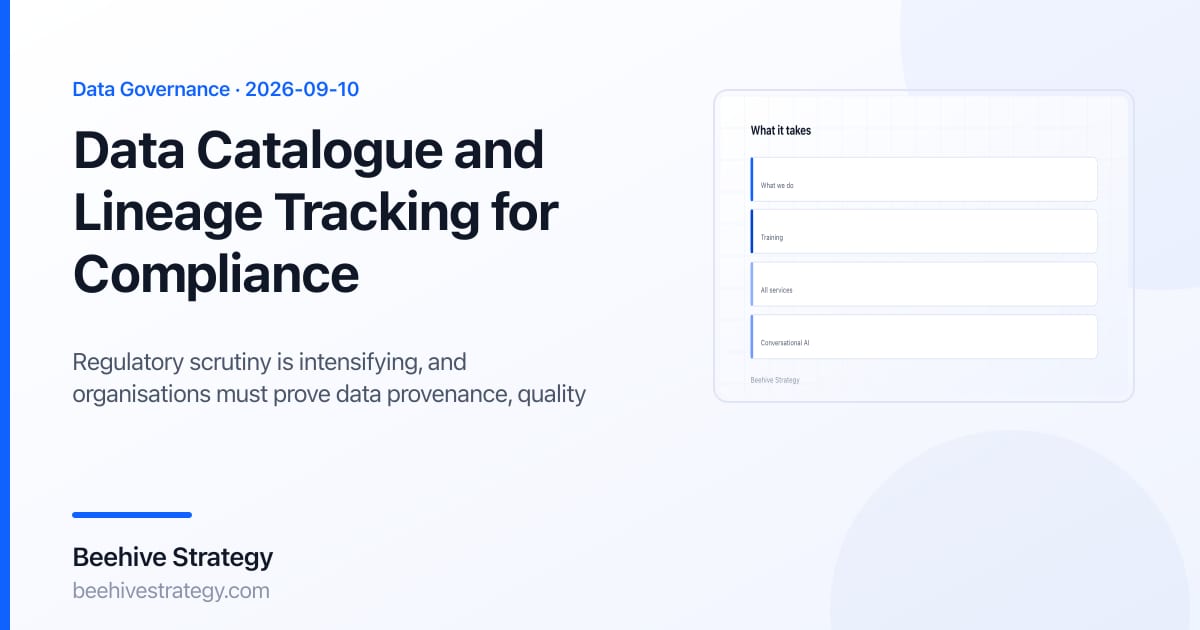 Data Governance · 2026-09-10
Data Catalogue and
Lineage Tracking for
Compliance
Regulatory scrutiny is intensifying, and
organisations must prove data provenance, quality
Beehive Strategy
beehivestrategy.com
What it takes
What we do
Training
All services
Conversational AI
Beehive Strategy